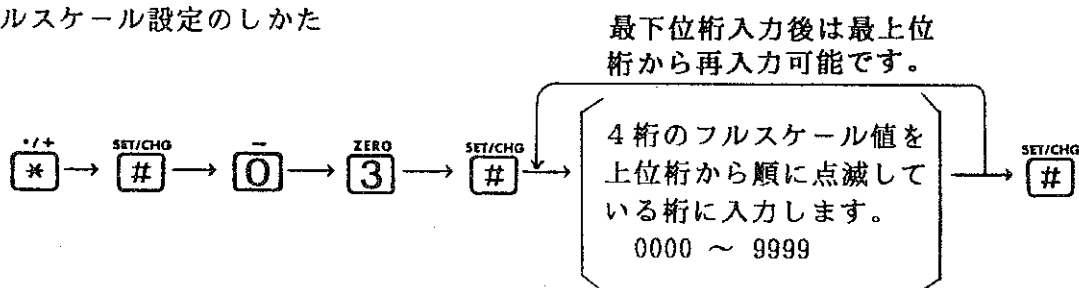 ルスケール設定のしかた
最下位桁入力後は最上位
桁から再入力可能です。
・/+
*
SET/CHG
#
−
0
ZERO
3
SET/CHG
#
4桁のフルスケール値を
上位桁から順に点滅して
いる桁に入力します。
0000 ～ 9999
SET/CHG
#